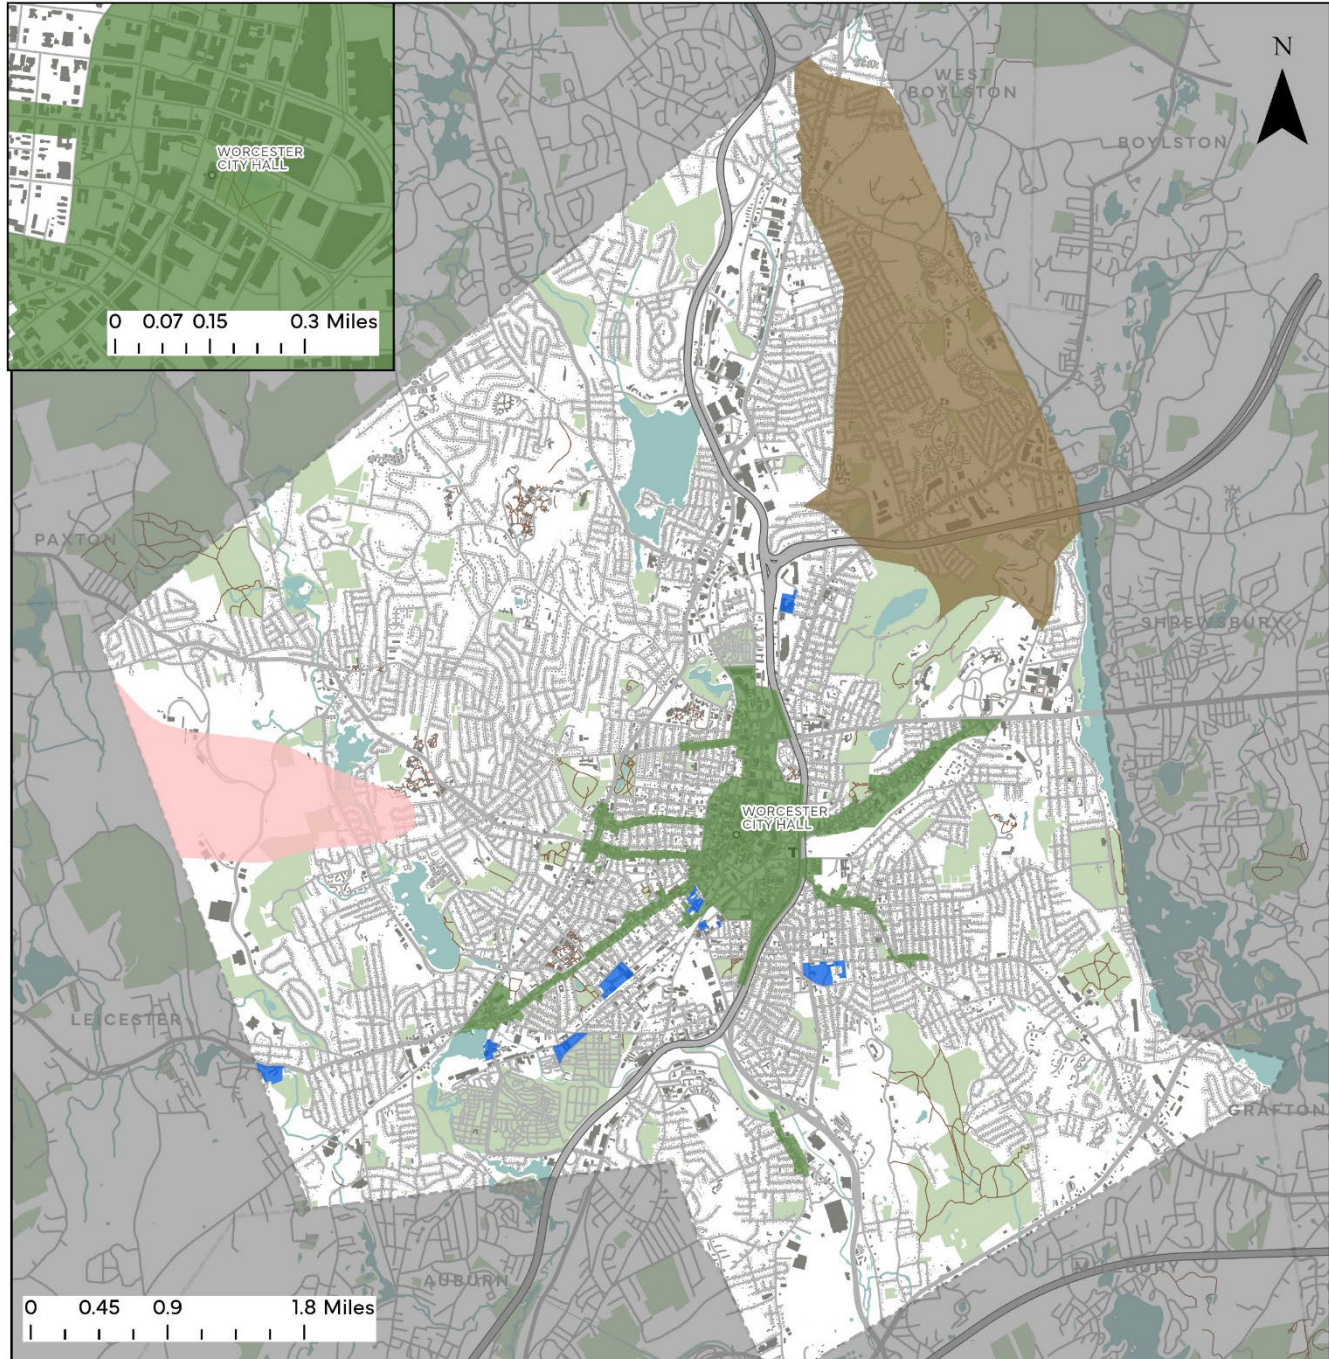 WORCESTER
CITY HALL
0 0.07 0.15 0.3 Miles
N
WEST
BOYLSTON
BOYLSTON
PAXTON
SHREWSBURY
WORCESTER
CITY HALL
LEICESTER
GRAFTON
AUBURN
0 0.45 0.9 1.8 Miles